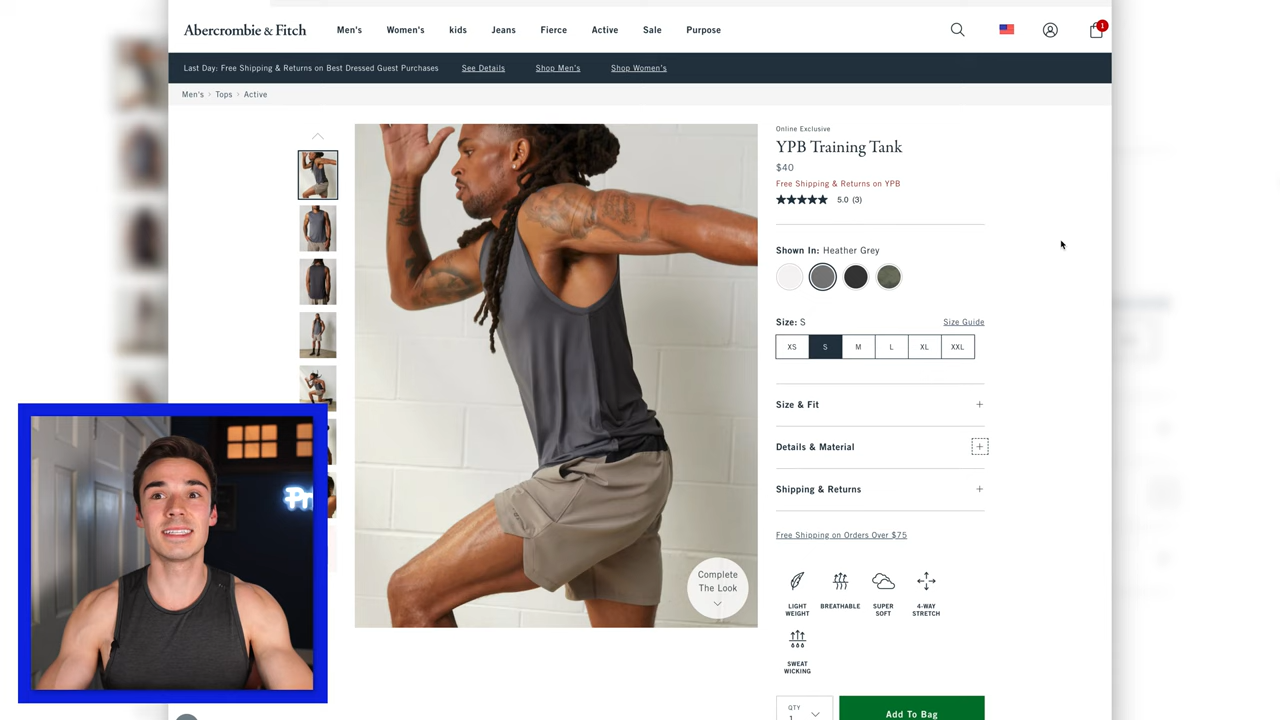 Abercrombie & Fitch
Men's Women's kids Jeans Fierce Active Sale Purpose
1
Last Day: Free Shipping & Returns on Best Dressed Guest Purchases See Details Shop Men's Shop Women's
Men's › Tops › Active
Online Exclusive
YPB Training Tank
$40
Free Shipping & Returns on YPB
5.0 (3)
Shown In: Heather Grey
Size: S Size Guide
XS S M L XL XXL
Size & Fit
Details & Material
Shipping & Returns
Free Shipping on Orders Over $75
Complete
The Look
LIGHT
WEIGHT
BREATHABLE
SUPER
SOFT
4-WAY
STRETCH
SWEAT
WICKING
QTY
1
Add To Bag